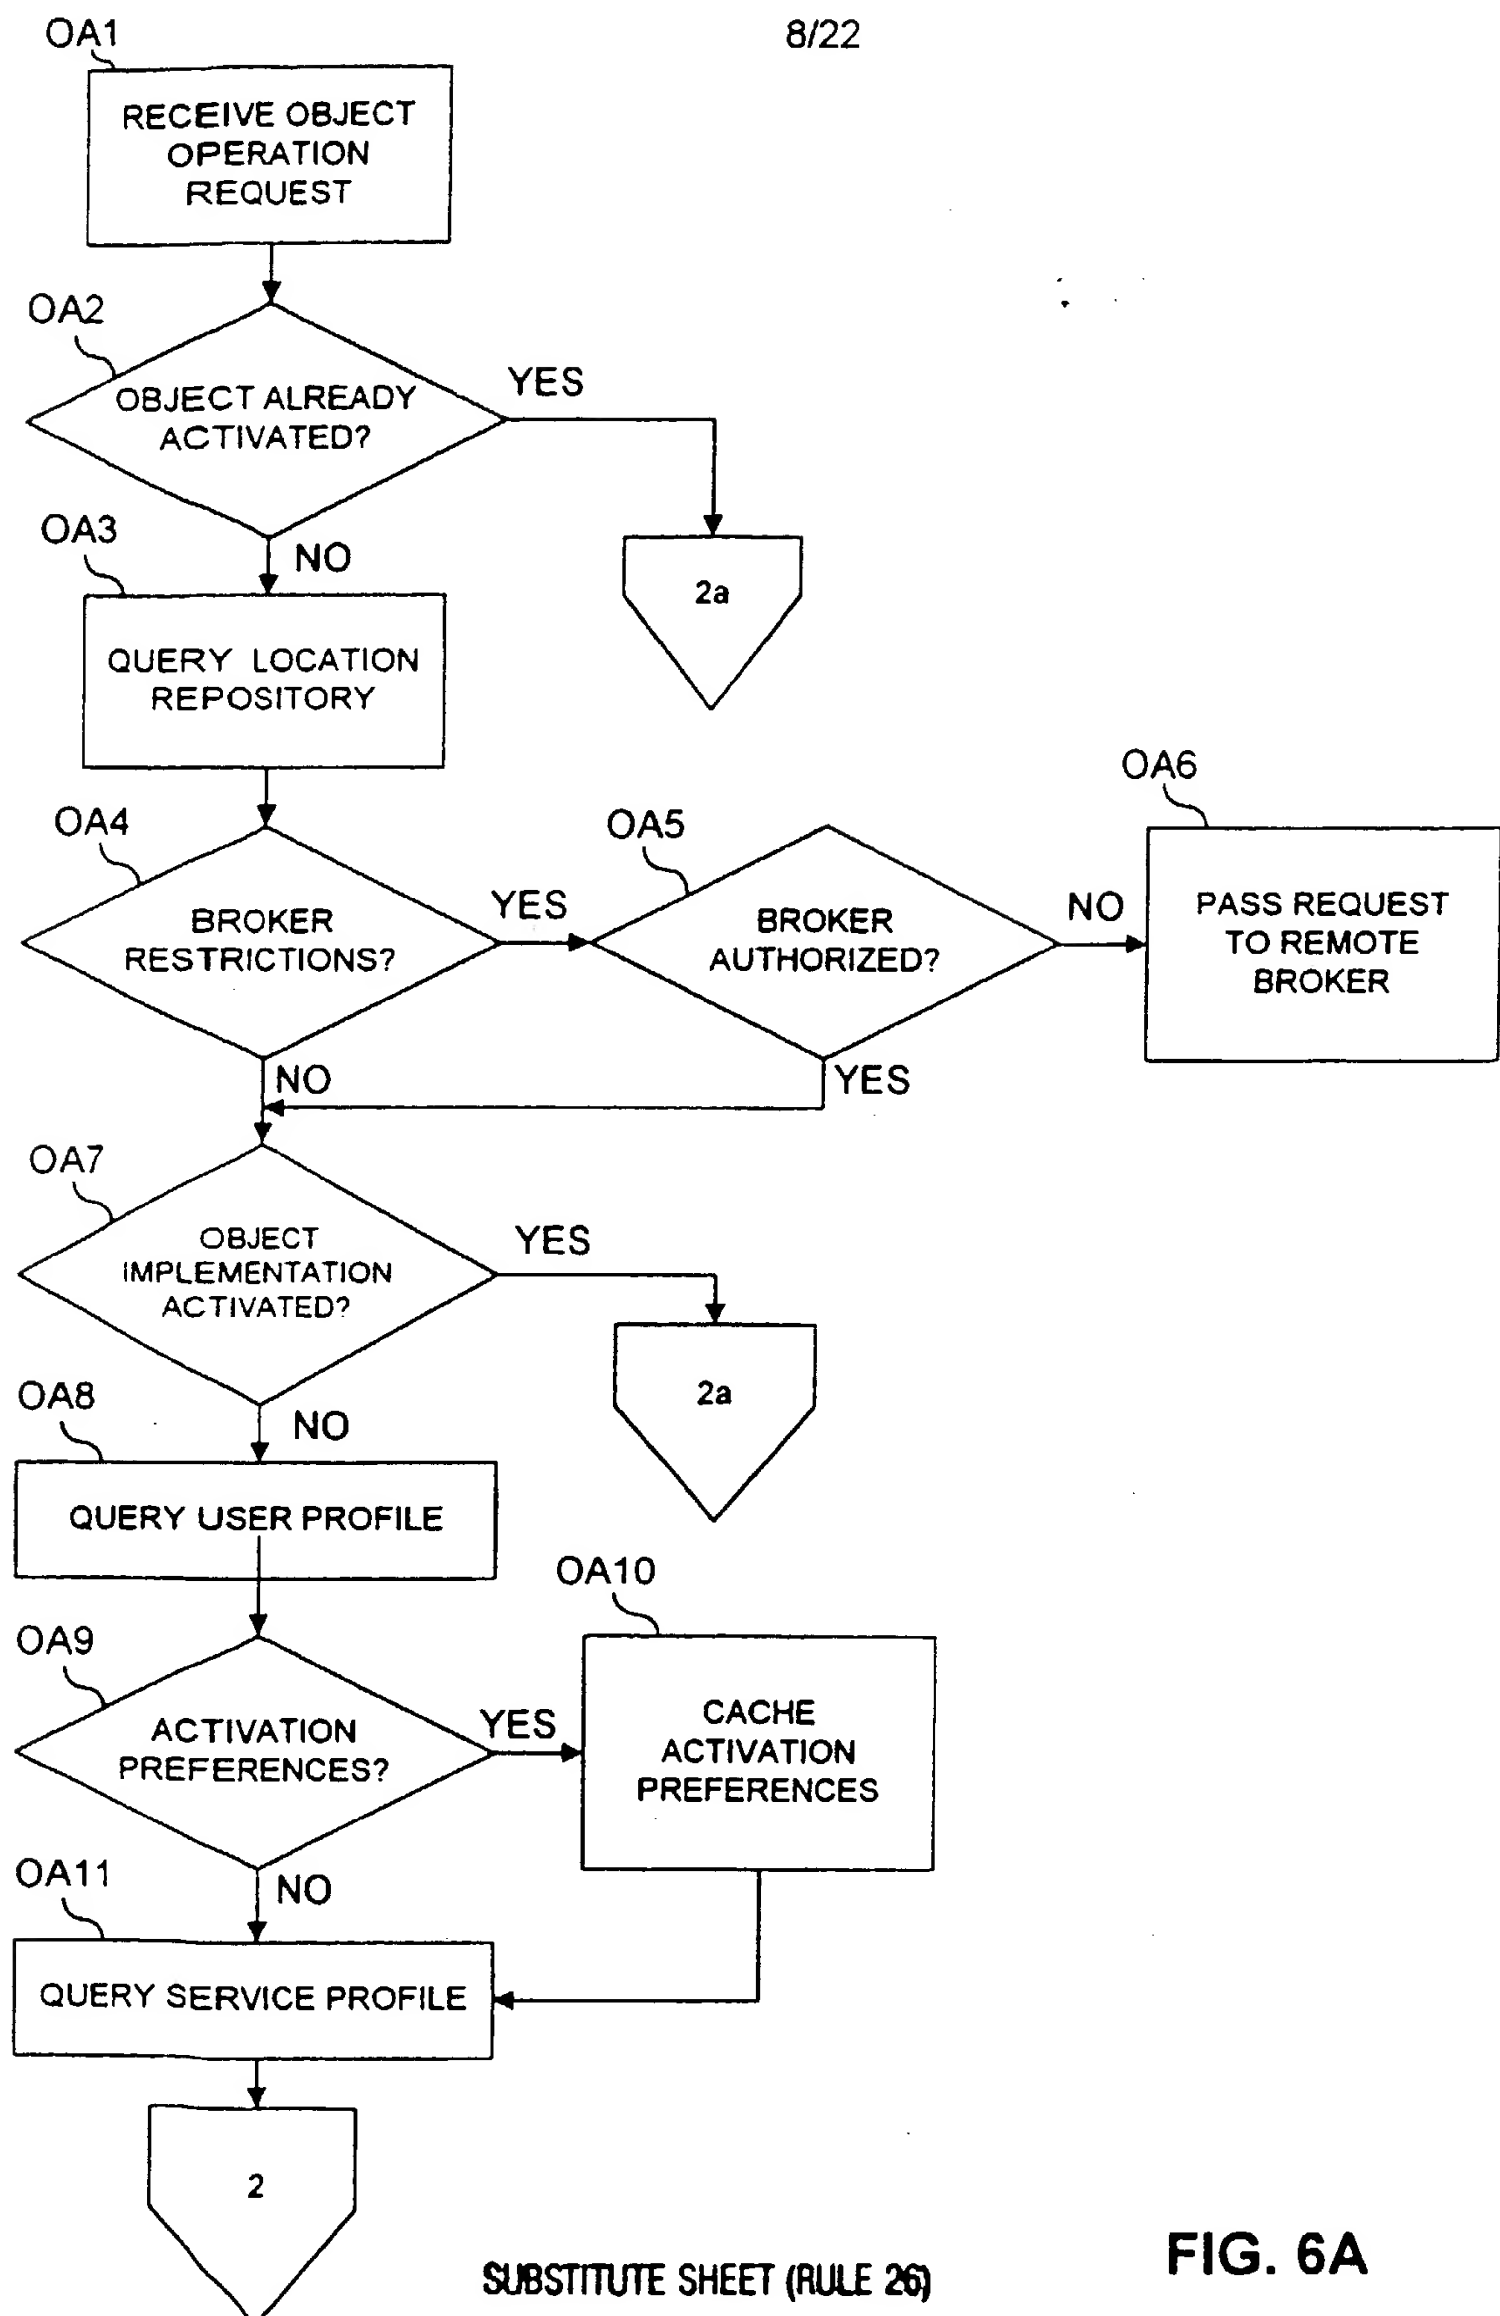 OA1
8/22
RECEIVE OBJECT
OPERATION
REQUEST
OA2
OBJECT ALREADY
ACTIVATED?
YES
NO
2a
OA3
QUERY LOCATION
REPOSITORY
OA4
BROKER
RESTRICTIONS?
YES
NO
OA5
BROKER
AUTHORIZED?
NO
YES
OA6
PASS REQUEST
TO REMOTE
BROKER
OA7
OBJECT
IMPLEMENTATION
ACTIVATED?
YES
NO
2a
OA8
QUERY USER PROFILE
OA9
ACTIVATION
PREFERENCES?
YES
NO
OA10
CACHE
ACTIVATION
PREFERENCES
OA11
QUERY SERVICE PROFILE
2
SUBSTITUTE SHEET (RULE 26)
FIG. 6A